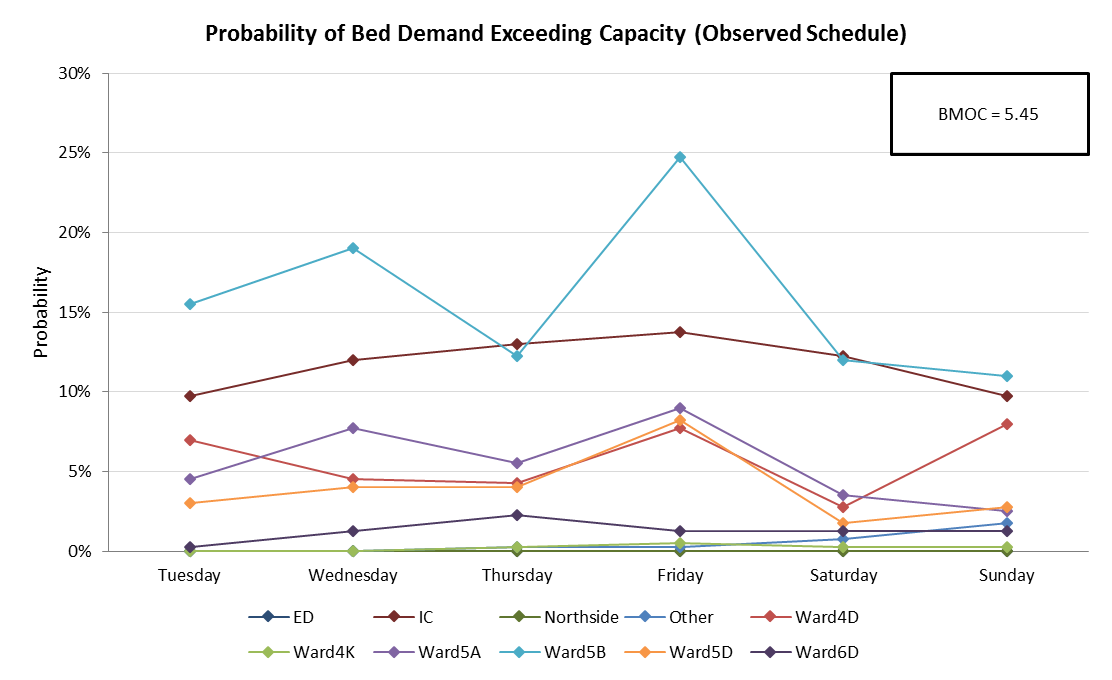 Probability of Bed Demand Exceeding Capacity (Observed Schedule)
30%
BMOC = 5.45
25%
20%
15%
10%
5%
0%
Probability
Tuesday Wednesday Thursday Friday Saturday Sunday
ED IC Northside Other Ward4D
Ward4K Ward5A Ward5B Ward5D Ward6D